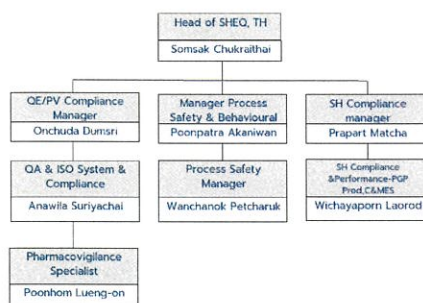 Head of SHEQ, TH
Somsak Chukraithai
QE/PV Compliance
Manager
Onchuda Dumsri
Manager Process
Safety & Behavioural
Poonpatra Akaniwan
SH Compliance
manager
Prapart Matcha
QA & ISO System &
Compliance
Anawila Suriyachai
Process Safety
Manager
Wanchanok Petcharuk
SH Compliance
&Performance-PGP
Prod,C&MES
Wichayaporn Laorod
Pharmacovigilance
Specialist
Poonhom Lueng-on